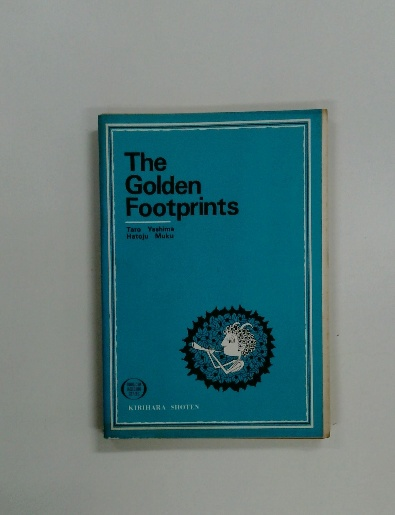 The
Golden
Footprints
Taro Yashima
Hatoju Muku
KIRIHARA SHOTEN